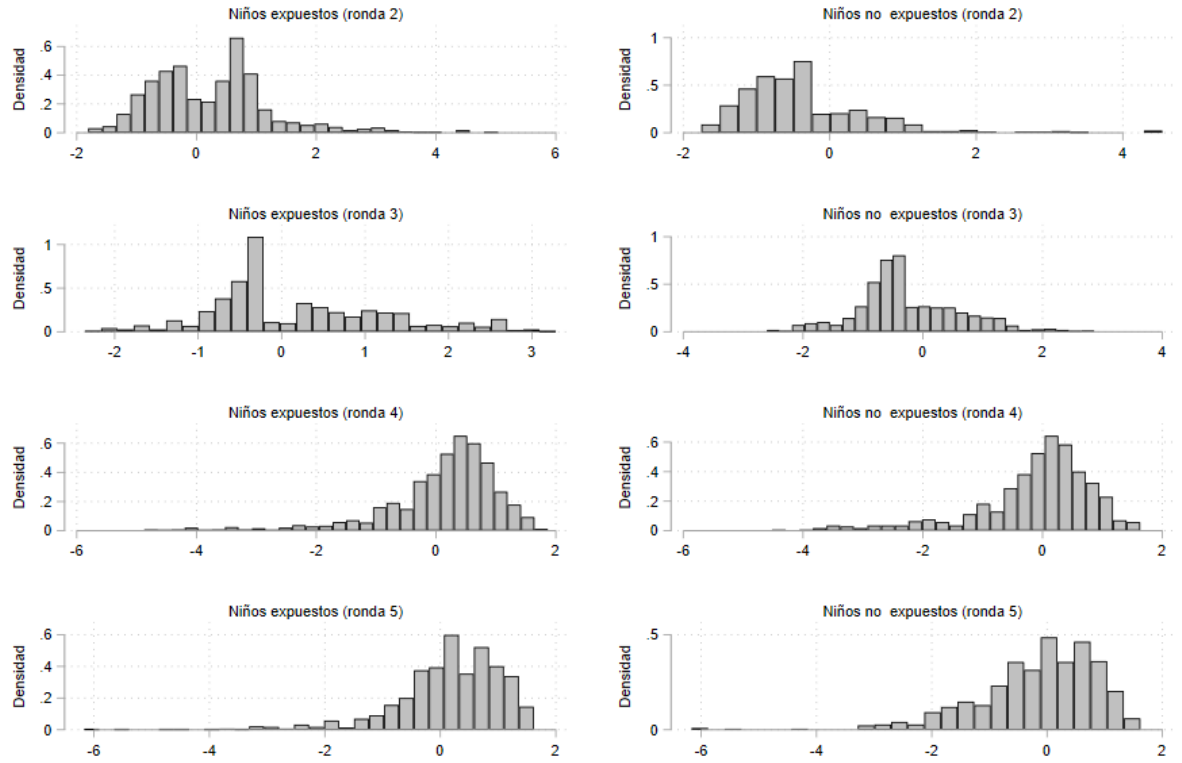 Niños expuestos (ronda 2)
Densidad
.6
.4
.2
0
-2 0 2 4 6
Niños no  expuestos (ronda 2)
Densidad
1
.5
0
-2 0 2 4
Niños expuestos (ronda 3)
Densidad
1
.5
0
-2 -1 0 1 2 3
Niños no  expuestos (ronda 3)
Densidad
1
.5
0
-4 -2 0 2 4
Niños expuestos (ronda 4)
Densidad
.6
.4
.2
0
-6 -4 -2 0 2
Niños no  expuestos (ronda 4)
Densidad
.6
.4
.2
0
-6 -4 -2 0 2
Niños expuestos (ronda 5)
Densidad
.6
.4
.2
0
-6 -4 -2 0 2
Niños no  expuestos (ronda 5)
Densidad
.5
0
-6 -4 -2 0 2